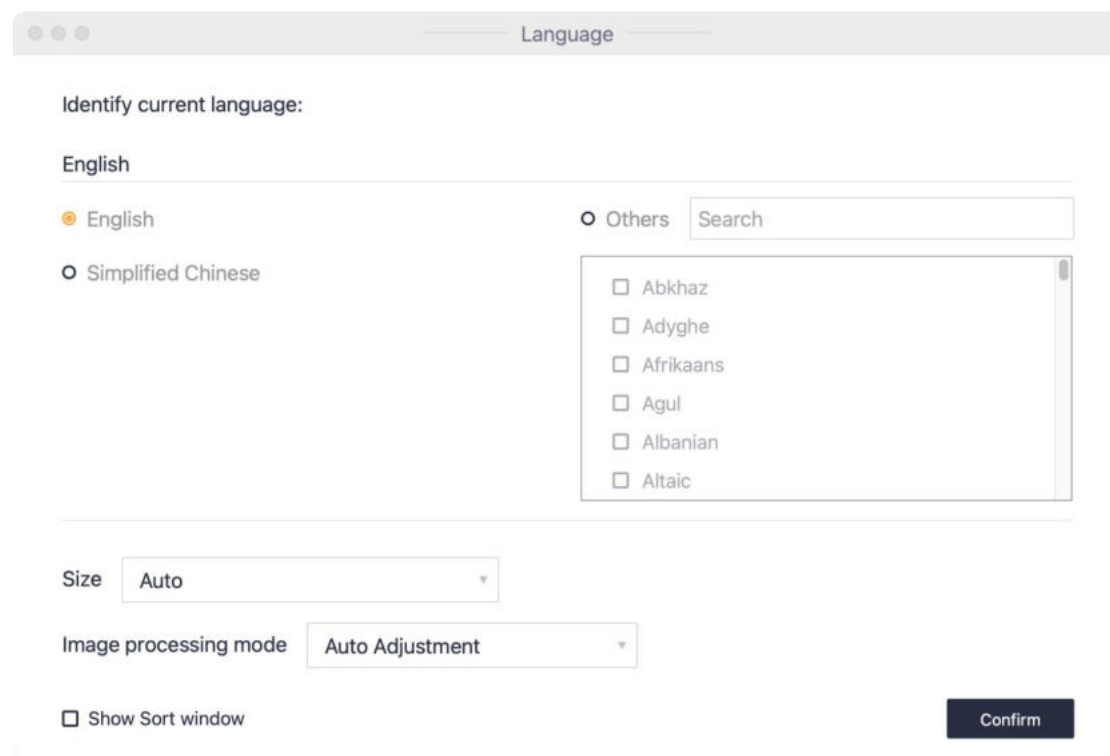 Language
Identify current language:
English
English
Others
Search
Simplified Chinese
Abkhaz
Adyghe
Afrikaans
Agul
Albanian
Altaic
Size
Auto
Image processing mode
Auto Adjustment
Show Sort window
Confirm